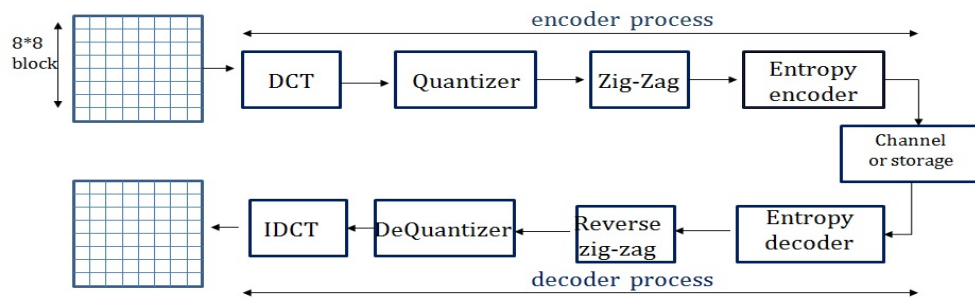 encoder process
8*8
block
DCT
Quantizer
Zig-Zag
Entropy
encoder
Channel
or storage
IDCT
DeQuantizer
Reverse
zig-zag
Entropy
decoder
decoder process